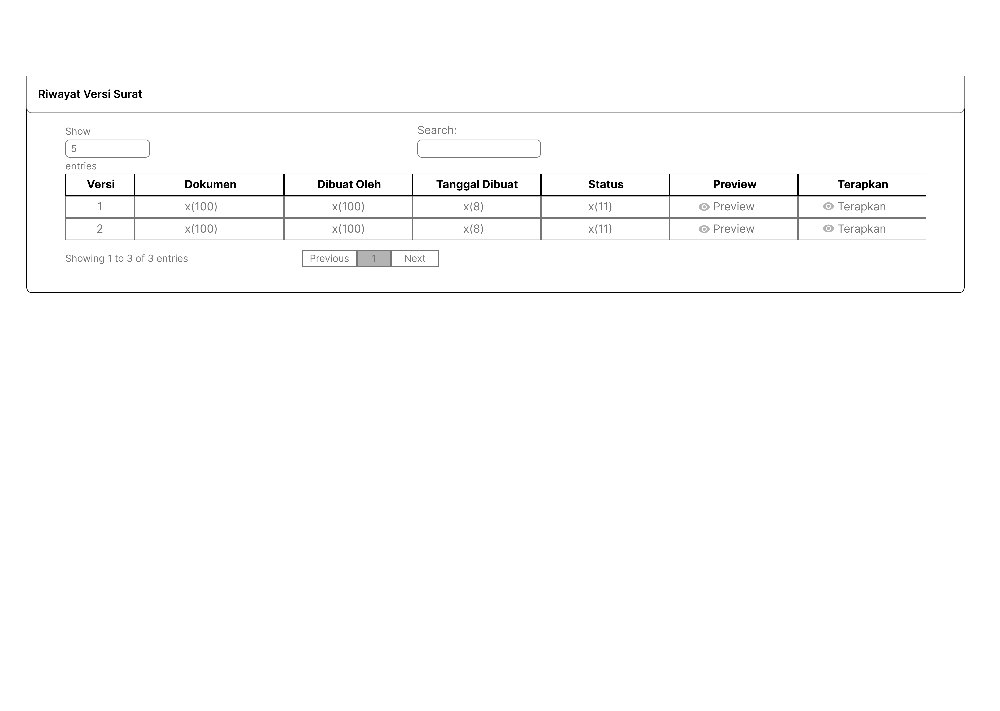 Riwayat Versi Surat
Show
Search:
5
entries
Versi Dokumen Dibuat Oleh Tanggal Dibuat Status Preview Terapkan
1 x(100) x(100) x(8) x(11) Preview Terapkan
2 x(100) x(100) x(8) x(11) Preview Terapkan
Showing 1 to 3 of 3 entries Previous 1 Next